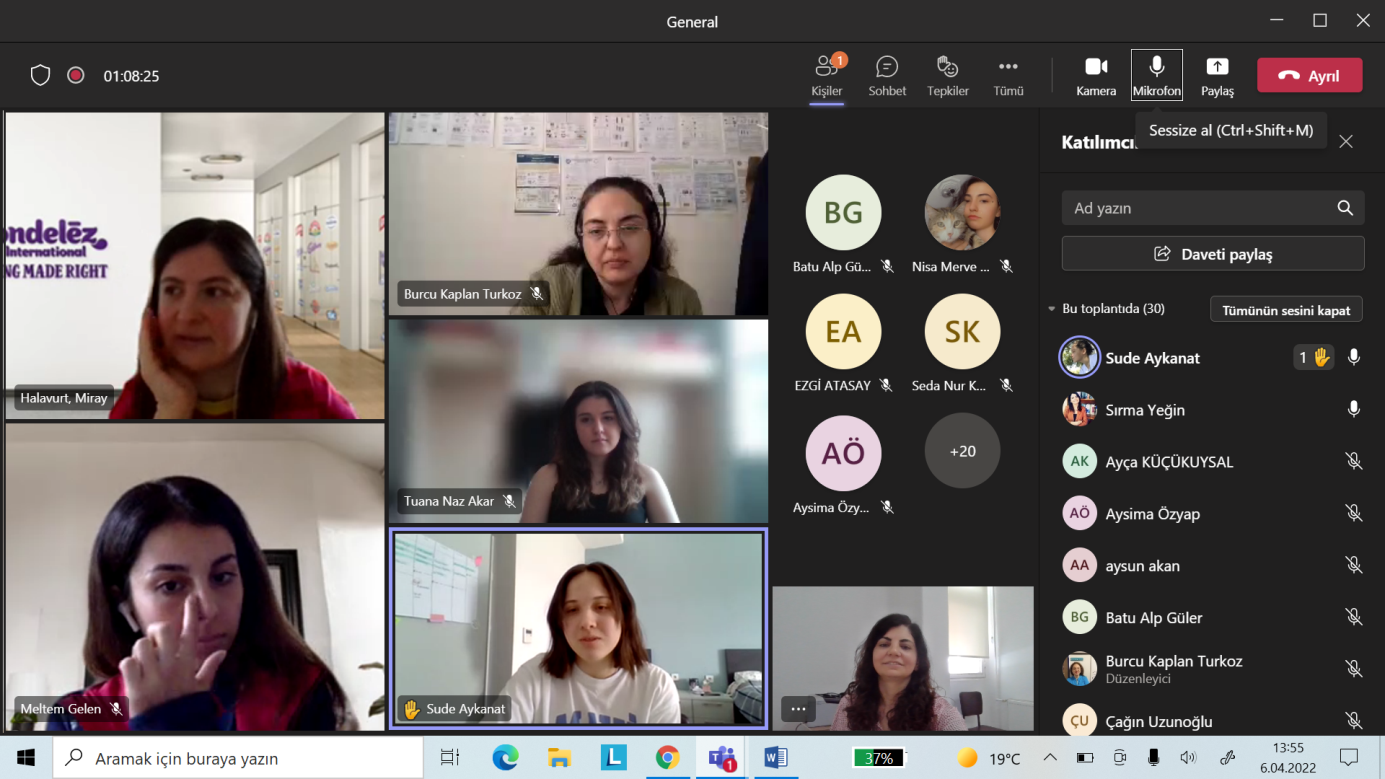 General
01:08:25
1
Kişiler
Sohbet
Tepkiler
Tümü
Kamera
Mikrofon
Paylaş
Ayrıl
Sessize al (Ctrl+Shift+M)
ndelēz
International
NG MADE RIGHT
Halavurt, Miray
Burcu Kaplan Turkoz
Tuana Naz Akar
Meltem Gelen
Sude Aykanat
BG
Batu Alp Gü...
Nisa Merve ...
EA
EZGİ ATASAY
SK
Seda Nur K...
AÖ
Aysima Özy...
+20
Katılımcı
Ad yazın
Daveti paylaş
Bu toplantıda (30)
Tümünün sesini kapat
Sude Aykanat
1
Sırma Yeğin
AK
Ayça KÜÇÜKUYSAL
AÖ
Aysima Özyap
AA
aysun akan
BG
Batu Alp Güler
Burcu Kaplan Turkoz
Düzenleyici
ÇU
Çağın Uzunoğlu
Aramak için buraya yazın
L
1
37%
19°C
13:55
6.04.2022